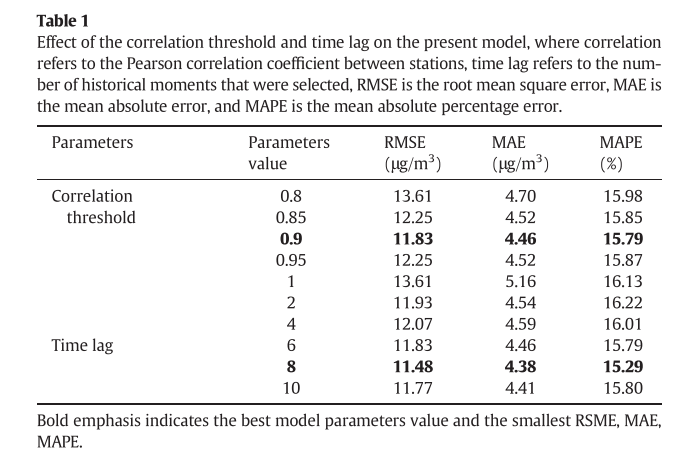 Table 1
Effect of the correlation threshold and time lag on the present model, where correlation
refers to the Pearson correlation coefficient between stations, time lag refers to the num-
ber of historical moments that were selected, RMSE is the root mean square error, MAE is
the mean absolute error, and MAPE is the mean absolute percentage error.
Parameters Parameters value RMSE (μg/m³) MAE (μg/m³) MAPE (%)
Correlation threshold 0.8 13.61 4.70 15.98
0.85 12.25 4.52 15.85
0.9 11.83 4.46 15.79
0.95 12.25 4.52 15.87
1 13.61 5.16 16.13
2 11.93 4.54 16.22
4 12.07 4.59 16.01
Time lag 6 11.83 4.46 15.79
8 11.48 4.38 15.29
10 11.77 4.41 15.80
Bold emphasis indicates the best model parameters value and the smallest RSME, MAE,
MAPE.